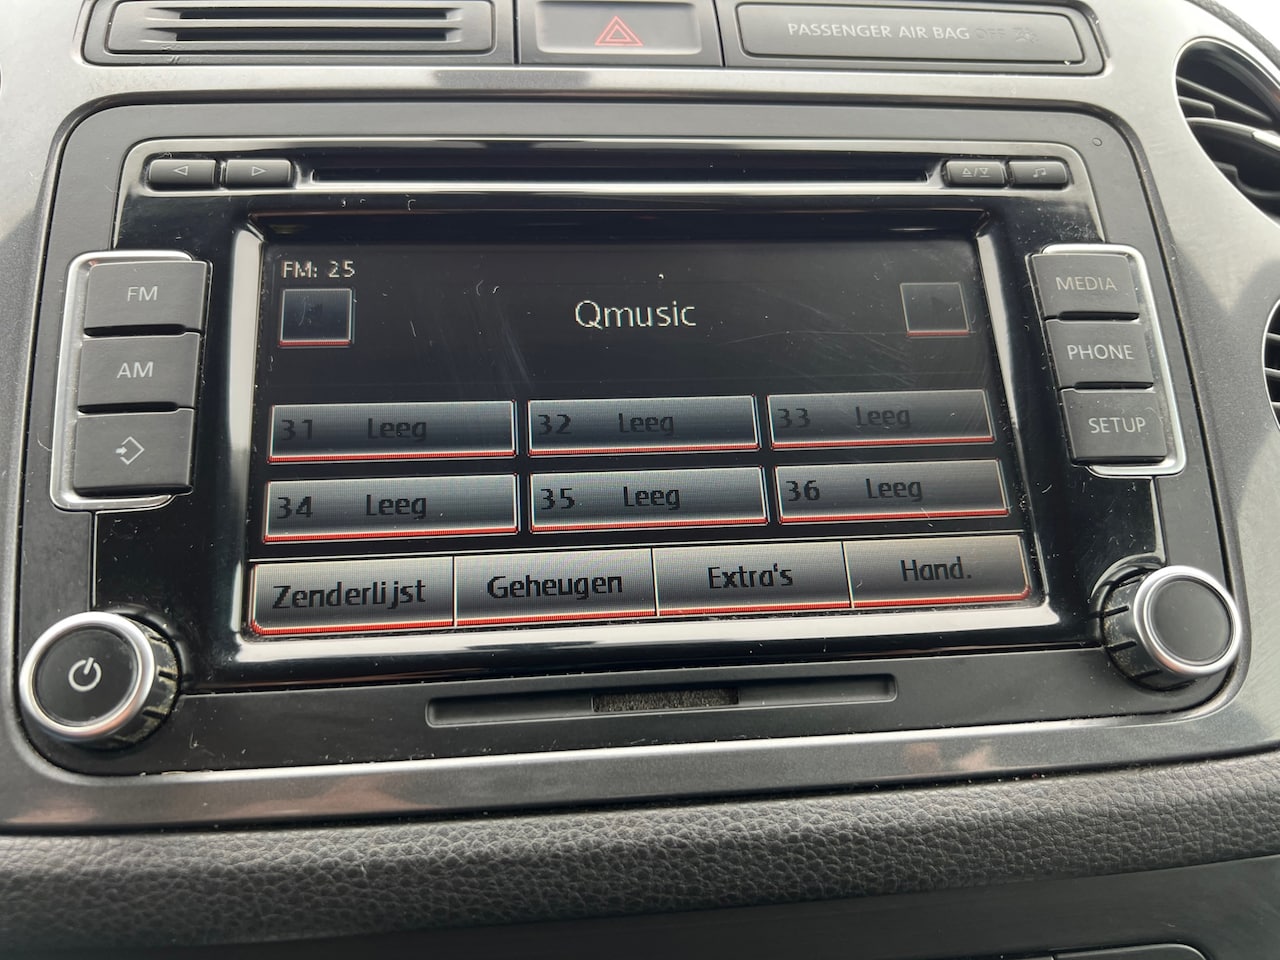 PASSENGER AIR BAG OFF
FM
AM
MEDIA
PHONE
SETUP
FM: 25
Qmusic
31 Leeg
32 Leeg
33 Leeg
34 Leeg
35 Leeg
36 Leeg
Zenderlijst
Geheugen
Extra's
Hand.